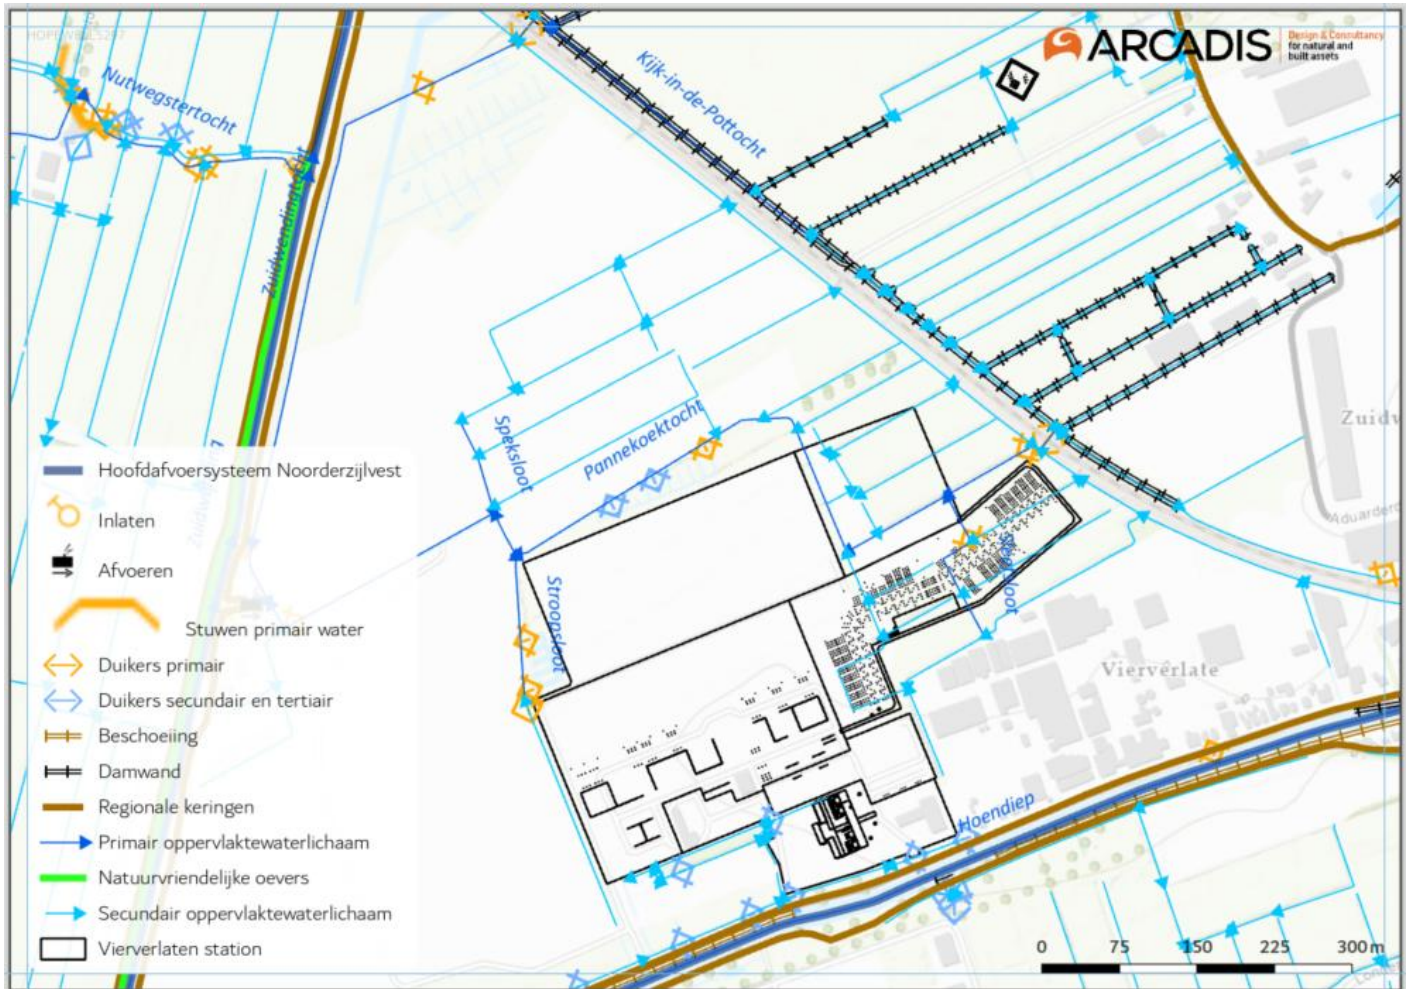 ARCADIS
Design & Consultancy
for natural and
built assets
Nutwegstertocht
Kijk-in-de-Pottocht
Speksloot
Pannekoektocht
Stroopsloot
Aduarderd
Vierverlate
Hoendiep
Hoofdafvoersysteem Noorderzijlvest
Inlaten
Afvoeren
Stuwen primair water
Duikers primair
Duikers secundair en tertiair
Beschoeiing
Damwand
Regionale keringen
Primair oppervlaktewaterlichaam
Natuurvriendelijke oevers
Secundair oppervlaktewaterlichaam
Vierverlaten station
0 75 150 225 300 m